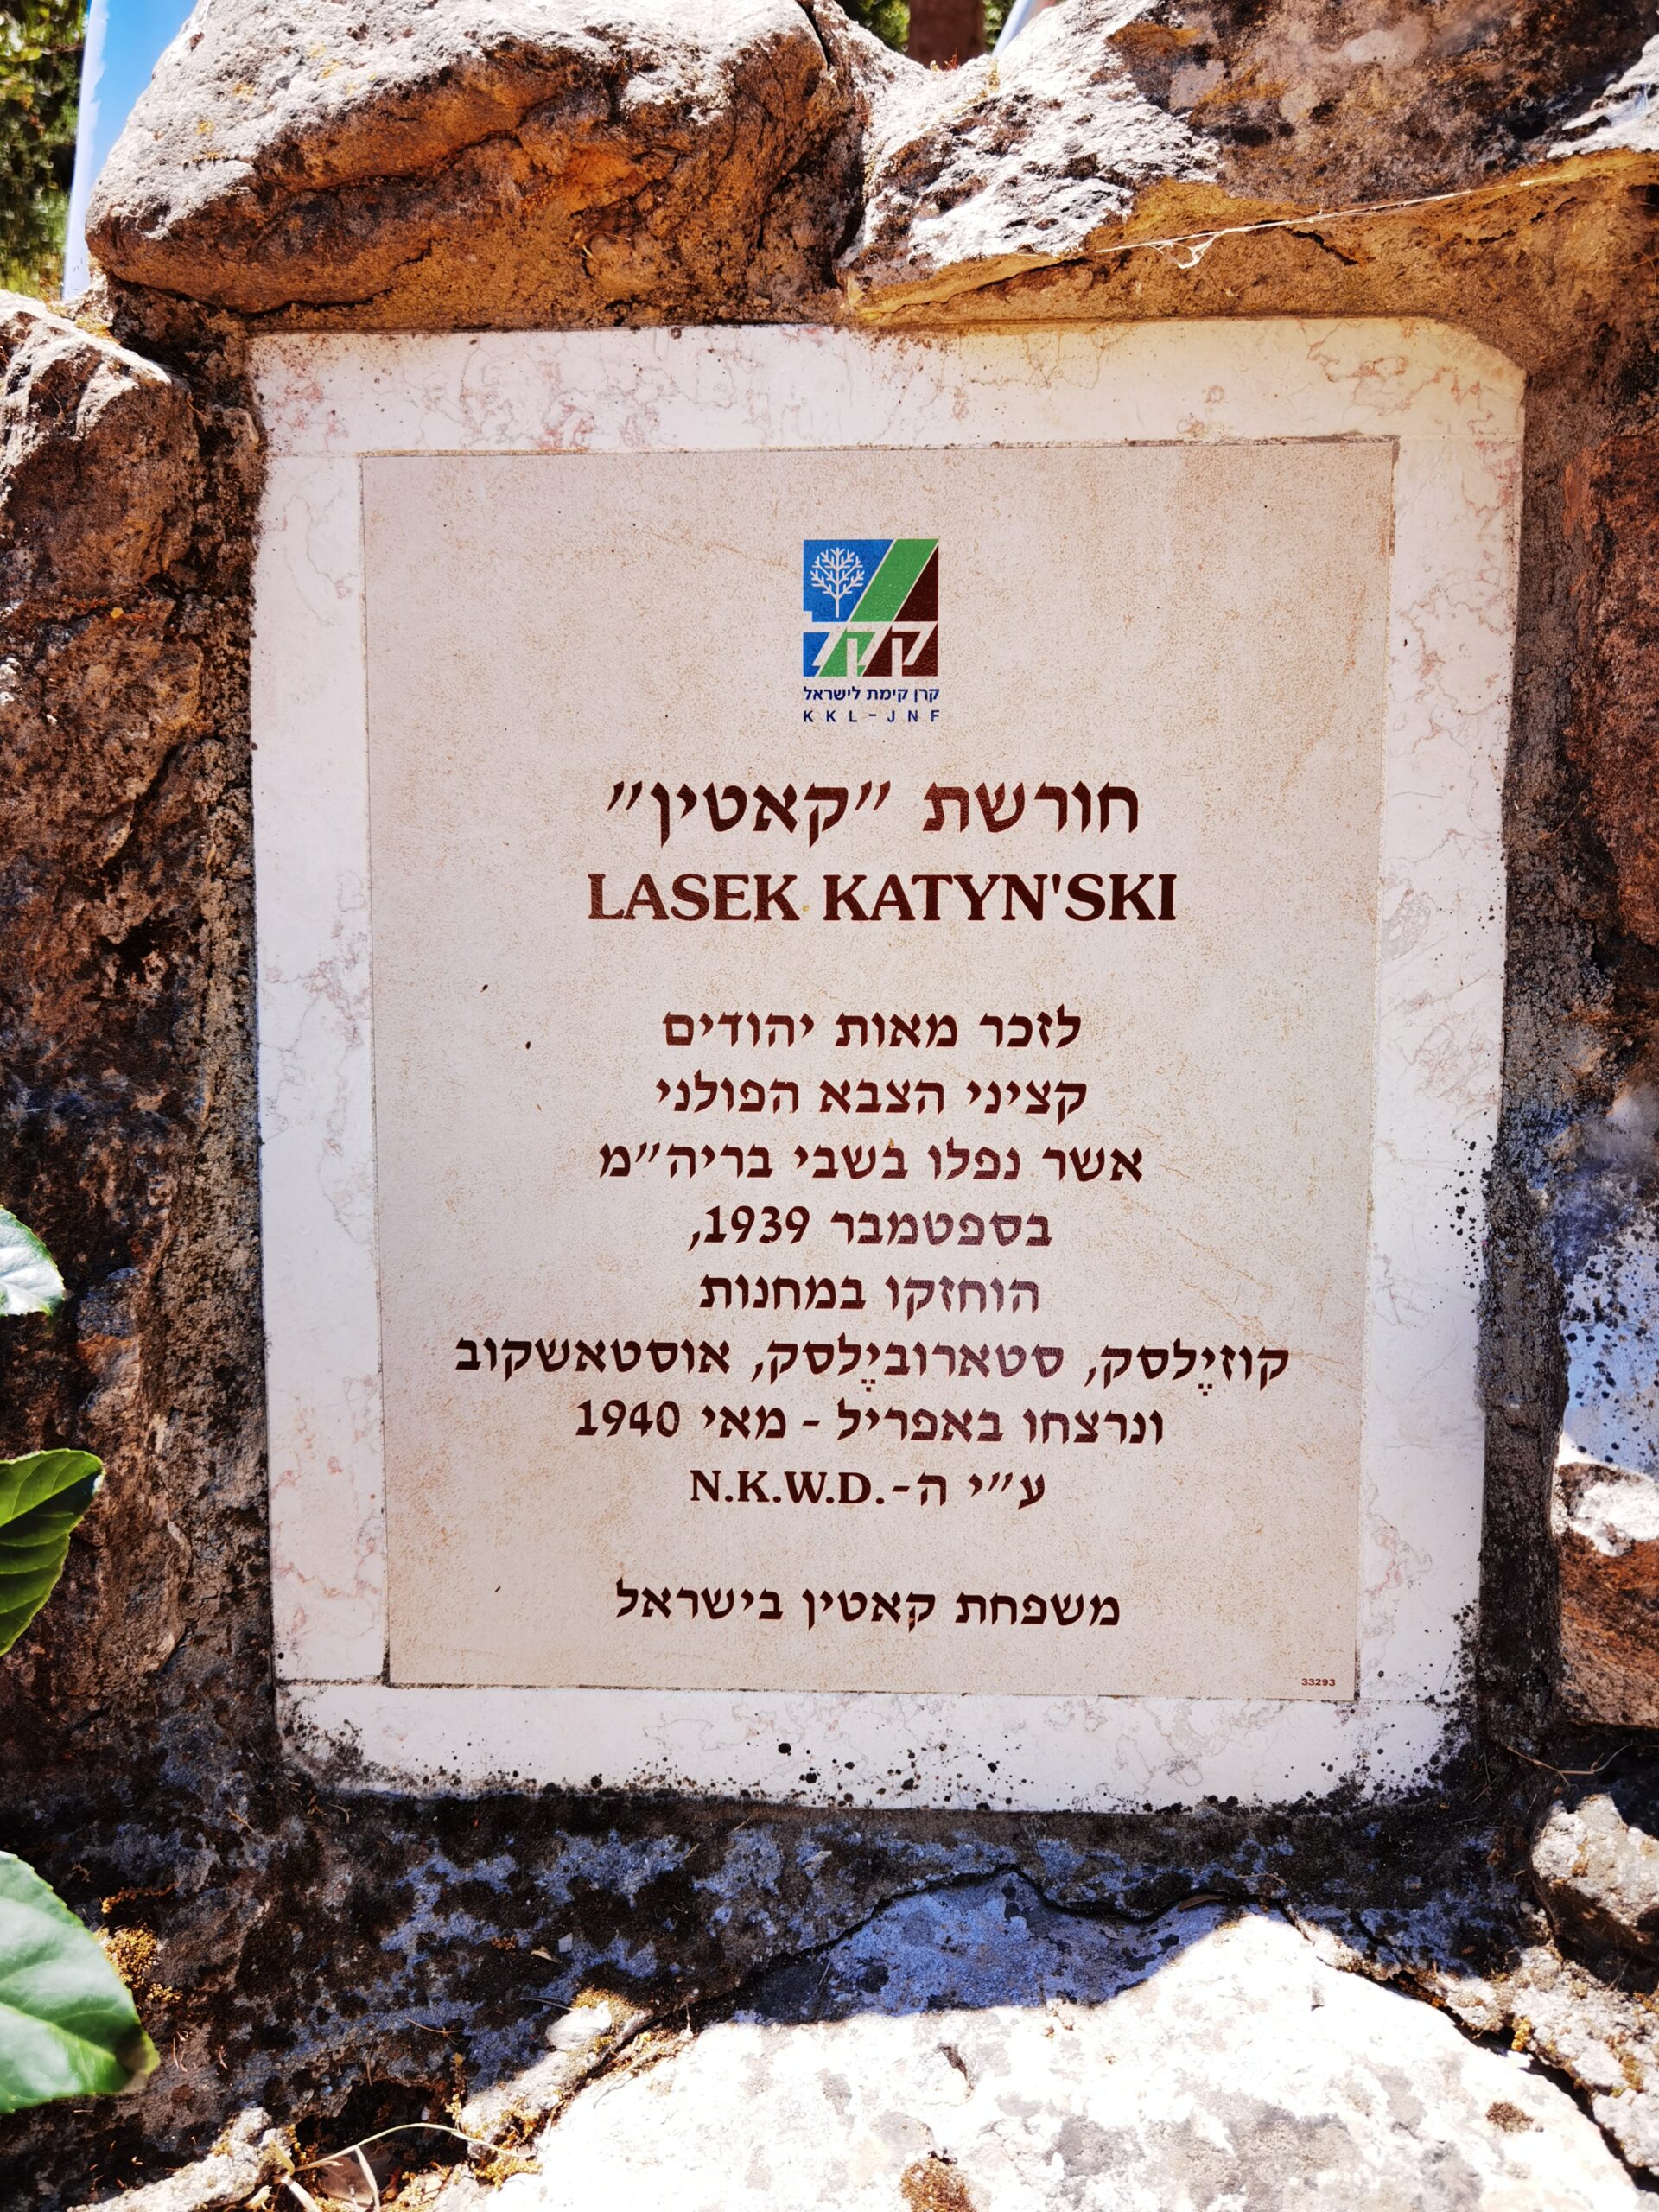 קקל
קרן קימת לישראל
KKL-JNF
חורשת "קאטין"
LASEK KATYN'SKI
לזכר מאות יהודים
קציני הצבא הפולני
אשר נפלו בשבי בריה"מ
בספטמבר 1939,
הוחזקו במחנות
קוזיֶלסק, סטארוביֶלסק, אוסטאשקוב
ונרצחו באפריל - מאי 1940
ע"י ה-.N.K.W.D
משפחת קאטין בישראל
33293